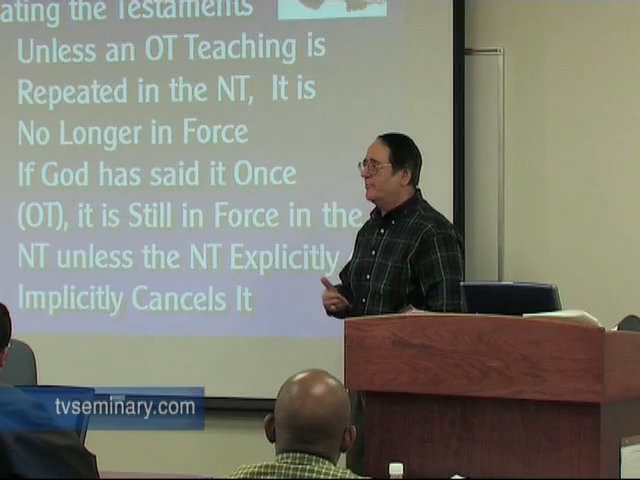 ating the Testaments
Unless an OT Teaching is
Repeated in the NT, It is
No Longer in Force
If God has said it Once
(OT), it is Still in Force in the
NT unless the NT Explicitly
Implicitly Cancels It
tvseminary.com